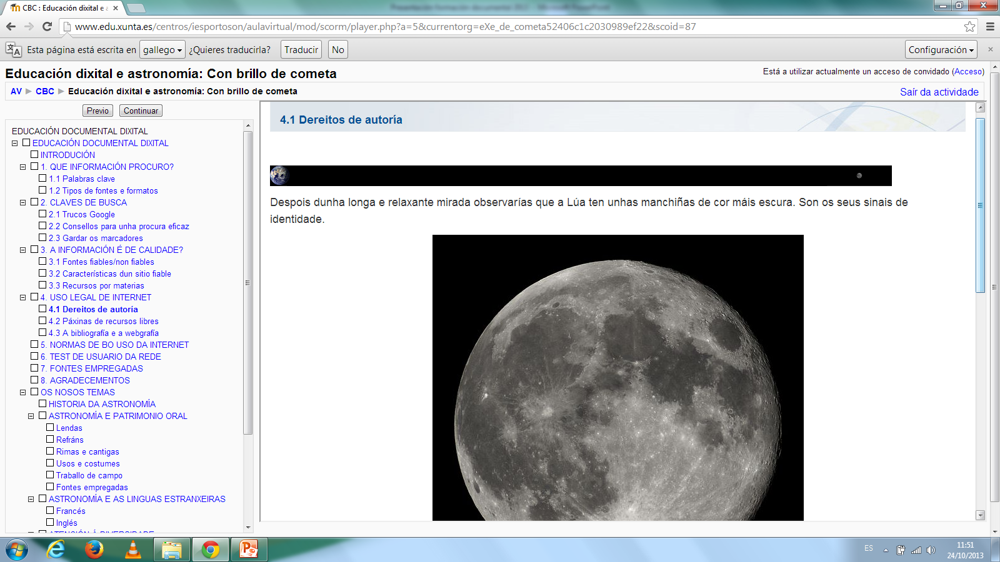 Presentación formación documental 2013 - Microsoft PowerPoint
CBC : Educación dixital e a
www.edu.xunta.es/centros/iesportoson/aulavirtual/mod/scorm/player.php?a=5&currentorg=eXe_de_cometa52406c1c2030989ef22&scoid=87
Esta página está escrita en gallego ¿Quieres traducirla? Traducir No Configuración
Educación dixital e astronomía: Con brillo de cometa
Está a utilizar actualmente un acceso de convidado (Acceso)
AV ► CBC ► Educación dixital e astronomía: Con brillo de cometa
Saír da actividade
Previo Continuar
EDUCACIÓN DOCUMENTAL DIXITAL
EDUCACIÓN DOCUMENTAL DIXITAL
INTRODUCIÓN
1. QUE INFORMACIÓN PROCURO?
1.1 Palabras clave
1.2 Tipos de fontes e formatos
2. CLAVES DE BUSCA
2.1 Trucos Google
2.2 Consellos para unha procura eficaz
2.3 Gardar os marcadores
3. A INFORMACIÓN É DE CALIDADE?
3.1 Fontes fiables/non fiables
3.2 Características dun sitio fiable
3.3 Recursos por materias
4. USO LEGAL DE INTERNET
4.1 Dereitos de autoría
4.2 Páxinas de recursos libres
4.3 A bibliografía e a webgrafía
5. NORMAS DE BO USO DA INTERNET
6. TEST DE USUARIO DA REDE
7. FONTES EMPREGADAS
8. AGRADECEMENTOS
OS NOSOS TEMAS
HISTORIA DA ASTRONOMÍA
ASTRONOMÍA E PATRIMONIO ORAL
Lendas
Refráns
Rimas e cantigas
Usos e costumes
Traballo de campo
Fontes empregadas
ASTRONOMÍA E AS LINGUAS ESTRANXEIRAS
Francés
Inglés
ATENCIÓN Á DIVERSIDADE
4.1 Dereitos de autoría
Despois dunha longa e relaxante mirada observarías que a Lúa ten unhas manchiñas de cor máis escura. Son os seus sinais de
identidade.
ES
11:51
24/10/2013